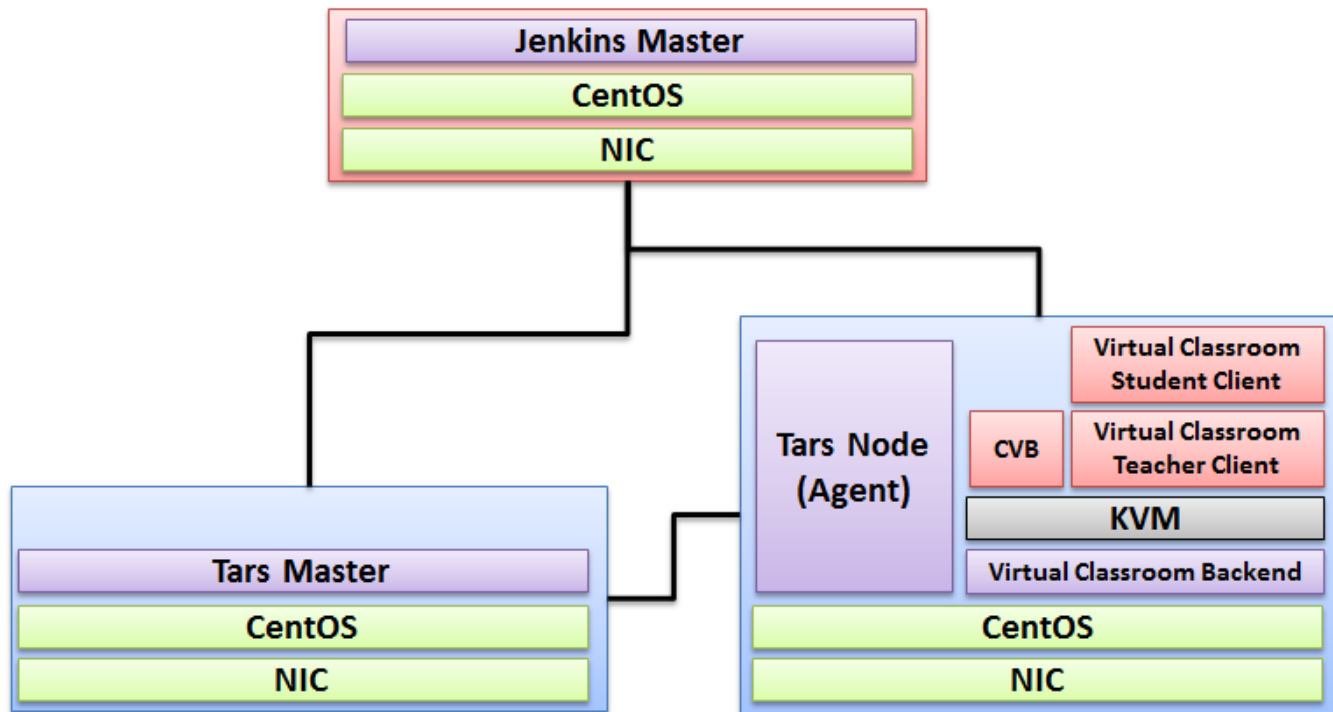 Jenkins Master
CentOS
NIC
Virtual Classroom
Student Client
Tars Node
(Agent)
CVB
Virtual Classroom
Teacher Client
KVM
Virtual Classroom Backend
CentOS
NIC
Tars Master
CentOS
NIC